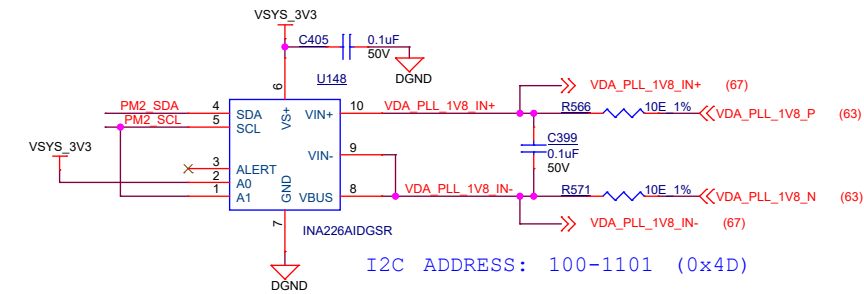 VSYS_3V3
C405
0.1uF
50V
DGND
U148
6
VDA_PLL_1V8_IN+ (67)
PM2_SDA 4 SDA VS+ VIN+ 10 VDA_PLL_1V8_IN+ R566 10E_1% VDA_PLL_1V8_P (63)
PM2_SCL 5 SCL
VSYS_3V3
C399
0.1uF
50V
VIN- 9
3 ALERT
2 A0
1 A1
GND
VBUS 8 VDA_PLL_1V8_IN- R571 10E_1% VDA_PLL_1V8_N (63)
7
INA226AIDGSR
VDA_PLL_1V8_IN- (67)
DGND
I2C ADDRESS: 100-1101 (0x4D)